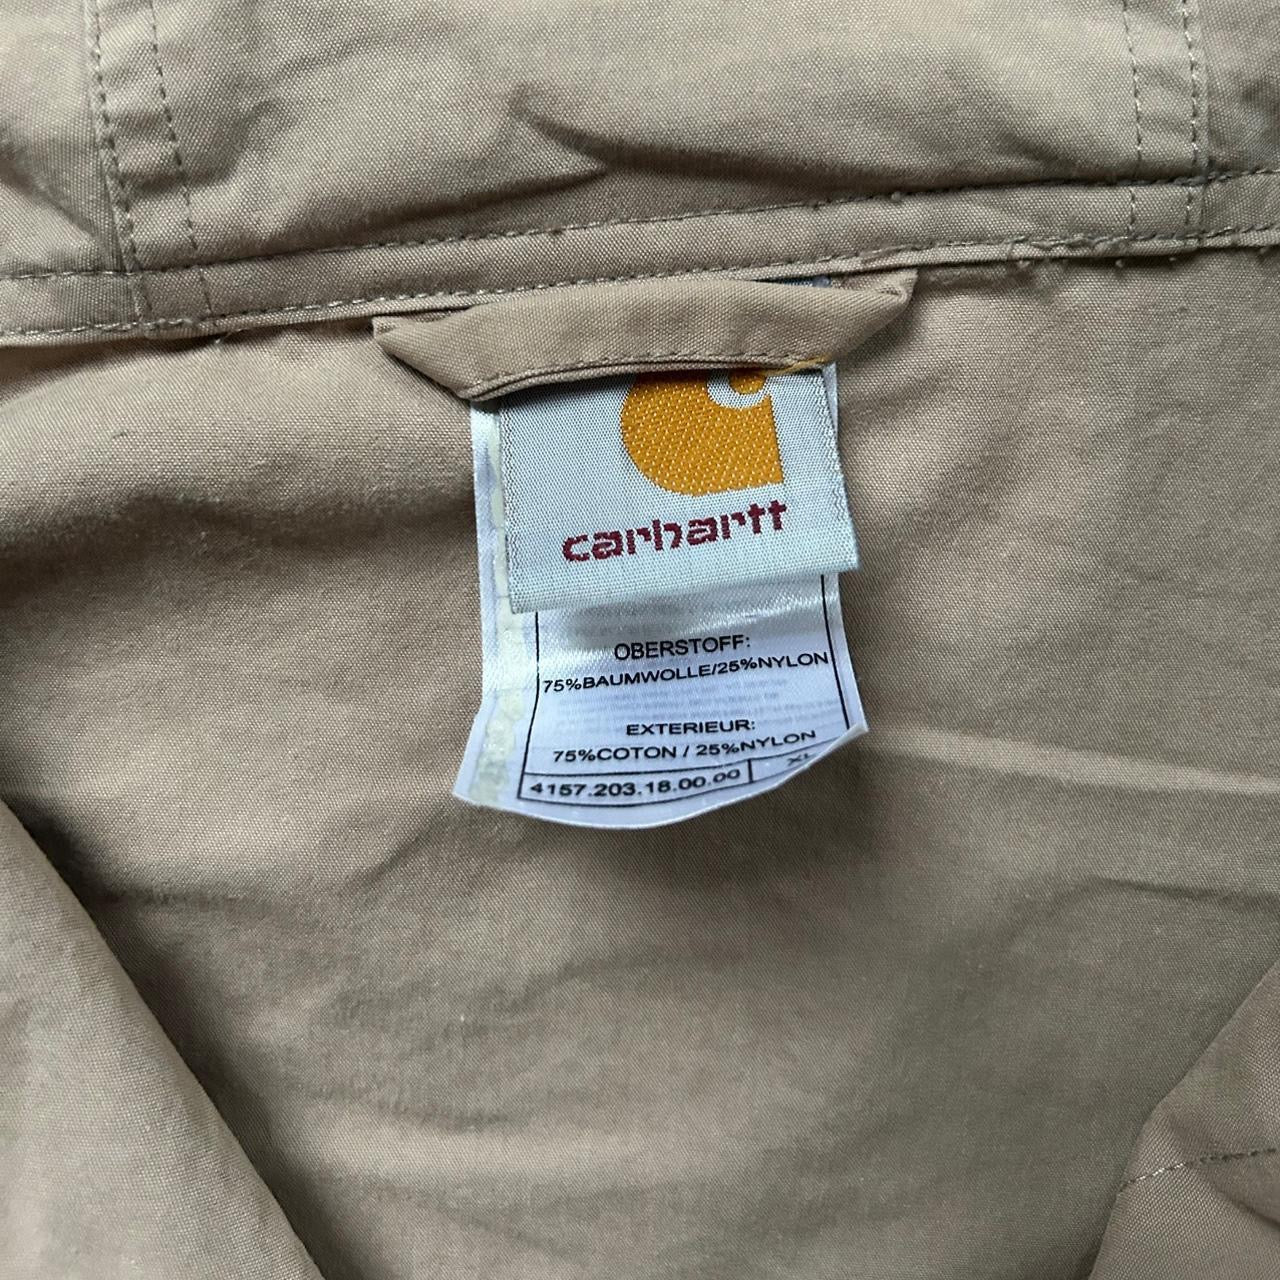 carhartt
OBERSTOFF:
75%BAUMWOLLE/25%NYLON
EXTERIEUR:
75%COTON / 25%NYLON
4157.203.18.00.00 XL